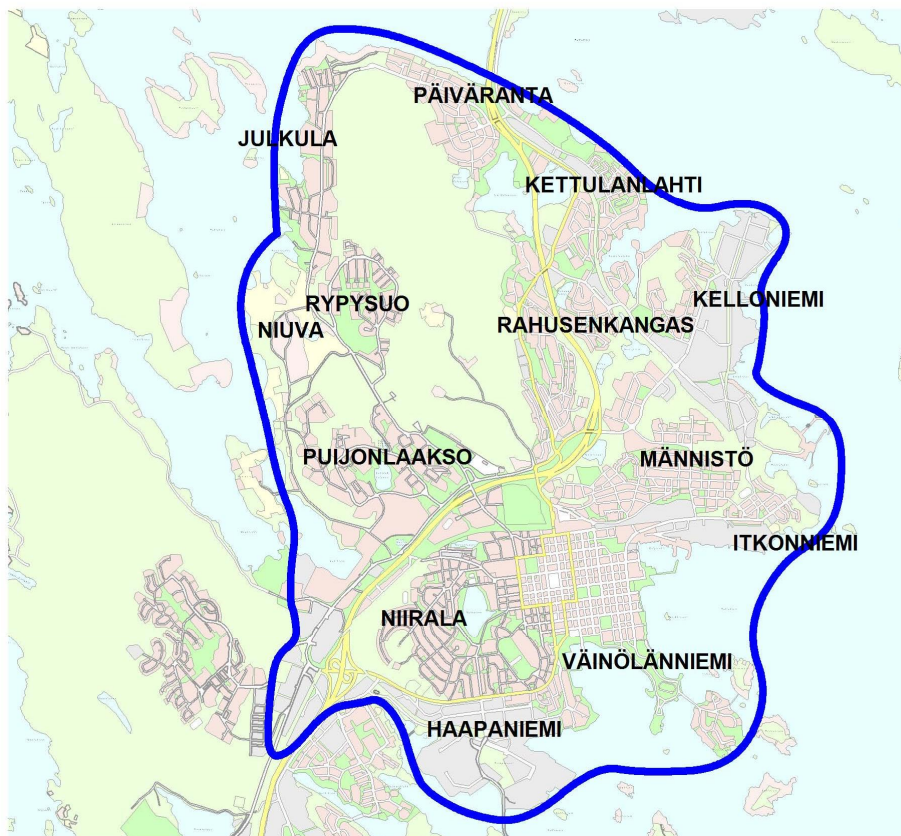 PÄIVÄRANTA
JULKULA
KETTULANLAHTI
KELLONIEMI
RYPYSUO
RAHUSENKANGAS
NIUVA
PUIJONLAAKSO
MÄNNISTÖ
ITKONNIEMI
NIIRALA
VÄINÖLÄNNIEMI
HAAPANIEMI